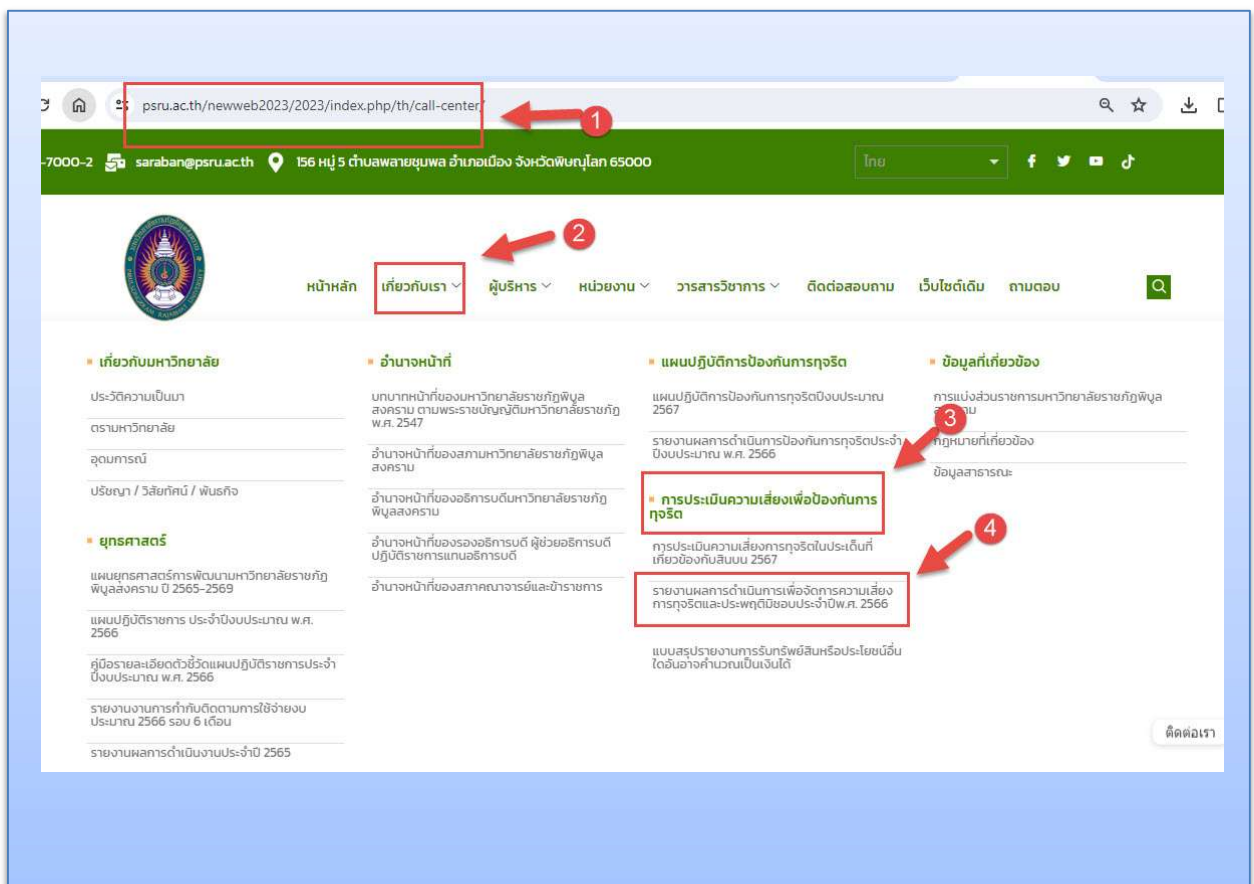 psru.ac.th/newweb2023/2023/index.php/th/call-center/
1
-7000-2 saraban@psru.ac.th 156 หมู่ 5 ตำบลพลายชุมพล อำเภอเมือง จังหวัดพิษณุโลก 65000 ไทย
2
หน้าหลัก เกี่ยวกับเรา ผู้บริหาร หน่วยงาน วารสารวิชาการ ติดต่อสอบถาม เว็บไซต์เดิม ถามตอบ
เกี่ยวกับมหาวิทยาลัย
ประวัติความเป็นมา
ตรามหาวิทยาลัย
อุดมการณ์
ปรัชญา / วิสัยทัศน์ / พันธกิจ
ยุทธศาสตร์
แผนยุทธศาสตร์การพัฒนามหาวิทยาลัยราชภัฏ
พิบูลสงคราม ปี 2565-2569
แผนปฏิบัติราชการ ประจำปีงบประมาณ พ.ศ.
2566
คู่มือรายละเอียดตัวชี้วัดแผนปฏิบัติราชการประจำ
ปีงบประมาณ พ.ศ. 2566
รายงานงานการกำกับติดตามการใช้จ่ายงบ
ประมาณ 2566 รอบ 6 เดือน
รายงานผลการดำเนินงานประจำปี 2565
อำนาจหน้าที่
บทบาทหน้าที่ของมหาวิทยาลัยราชภัฏพิบูล
สงคราม ตามพระราชบัญญัติมหาวิทยาลัยราชภัฏ
พ.ศ. 2547
อำนาจหน้าที่ของสภามหาวิทยาลัยราชภัฏพิบูล
สงคราม
อำนาจหน้าที่ของอธิการบดีมหาวิทยาลัยราชภัฏ
พิบูลสงคราม
อำนาจหน้าที่ของรองอธิการบดี ผู้ช่วยอธิการบดี
ปฏิบัติราชการแทนอธิการบดี
อำนาจหน้าที่ของสภาคณาจารย์และข้าราชการ
แผนปฏิบัติการป้องกันการทุจริต
แผนปฏิบัติการป้องกันการทุจริตปีงบประมาณ
2567
รายงานผลการดำเนินการป้องกันการทุจริตประจำ
ปีงบประมาณ พ.ศ. 2566
การประเมินความเสี่ยงเพื่อป้องกันการ
ทุจริต
การประเมินความเสี่ยงการทุจริตในประเด็นที่
เกี่ยวข้องกับสินบน 2567
รายงานผลการดำเนินการเพื่อจัดการความเสี่ยง
การทุจริตและประพฤติมิชอบประจำปีพ.ศ. 2566
แบบสรุปรายงานการรับทรัพย์สินหรือประโยชน์อื่น
ใดอันอาจคำนวณเป็นเงินได้
ข้อมูลที่เกี่ยวข้อง
การแบ่งส่วนราชการมหาวิทยาลัยราชภัฏพิบูล
3
กฎหมายที่เกี่ยวข้อง
ข้อมูลสาธารณะ
4
ติดต่อเรา